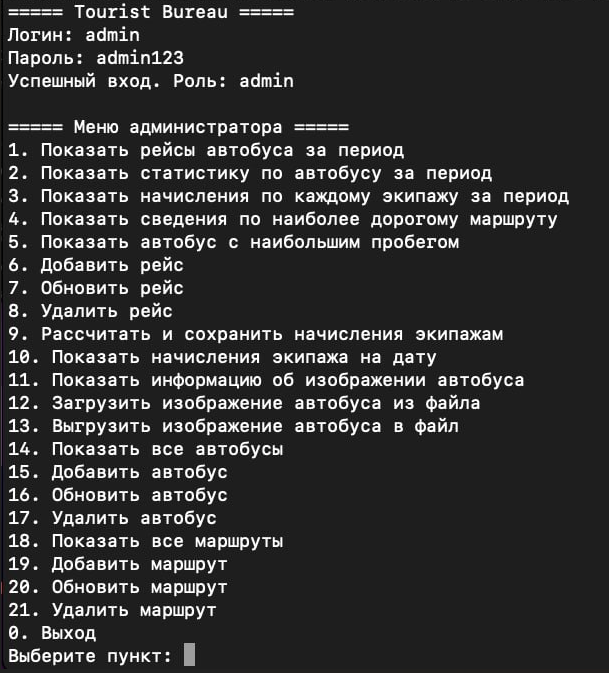 ===== Tourist Bureau =====
Логин: admin
Пароль: admin123
Успешный вход. Роль: admin
===== Меню администратора =====
1. Показать рейсы автобуса за период
2. Показать статистику по автобусу за период
3. Показать начисления по каждому экипажу за период
4. Показать сведения по наиболее дорогому маршруту
5. Показать автобус с наибольшим пробегом
6. Добавить рейс
7. Обновить рейс
8. Удалить рейс
9. Рассчитать и сохранить начисления экипажам
10. Показать начисления экипажа на дату
11. Показать информацию об изображении автобуса
12. Загрузить изображение автобуса из файла
13. Выгрузить изображение автобуса в файл
14. Показать все автобусы
15. Добавить автобус
16. Обновить автобус
17. Удалить автобус
18. Показать все маршруты
19. Добавить маршрут
20. Обновить маршрут
21. Удалить маршрут
0. Выход
Выберите пункт: